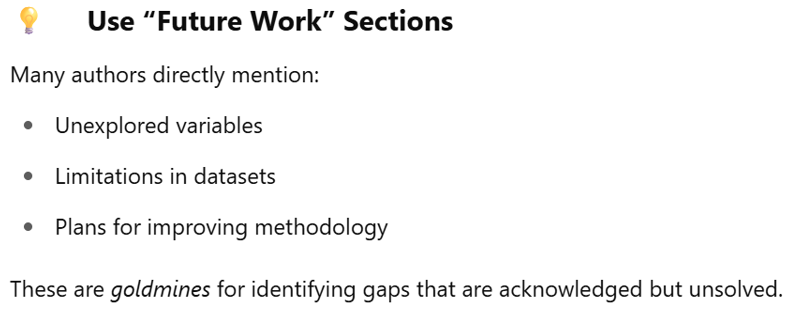 💡 Use “Future Work” Sections
Many authors directly mention:
• Unexplored variables
• Limitations in datasets
• Plans for improving methodology
These are goldmines for identifying gaps that are acknowledged but unsolved.